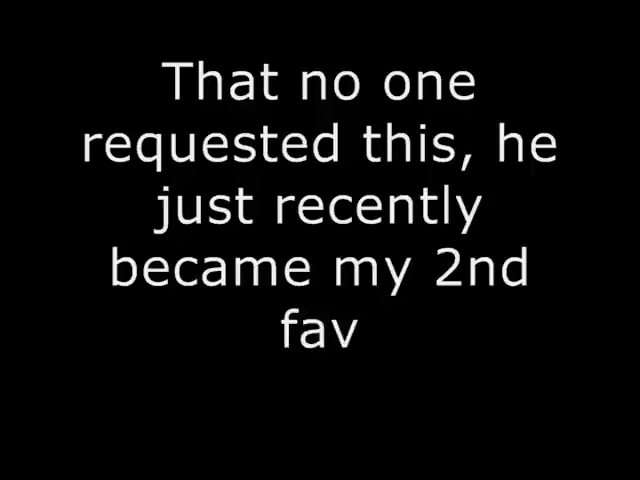 That no one
requested this, he
just recently
became my 2nd
fav